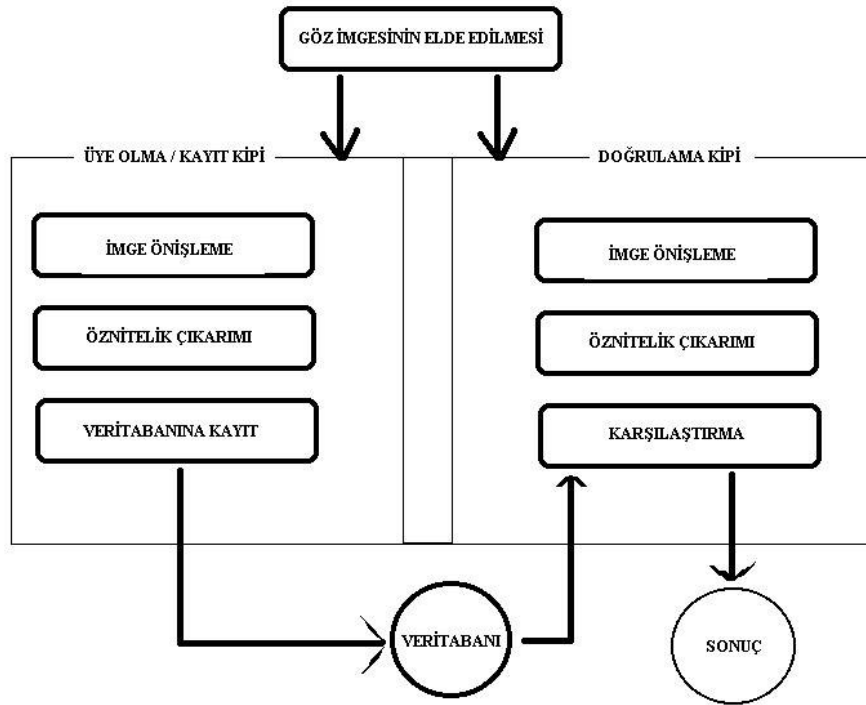 GÖZ İMGESİNİN ELDE EDİLMESİ
ÜYE OLMA / KAYIT KİPİ
İMGE ÖNİŞLEME
ÖZNİTELİK ÇIKARIMI
VERİTABANINA KAYIT
DOĞRULAMA KİPİ
İMGE ÖNİŞLEME
ÖZNİTELİK ÇIKARIMI
KARŞILAŞTIRMA
VERİTABANI
SONUÇ